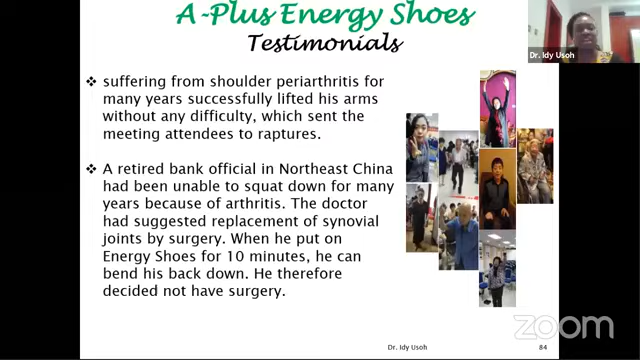 A-Plus Energy Shoes
Testimonials
Dr. Idy Usoh
❖ suffering from shoulder periarthritis for
many years successfully lifted his arms
without any difficulty, which sent the
meeting attendees to raptures.
❖ A retired bank official in Northeast China
had been unable to squat down for many
years because of arthritis. The doctor
had suggested replacement of synovial
joints by surgery. When he put on
Energy Shoes for 10 minutes, he can
bend his back down. He therefore
decided not have surgery.
Dr. Idy Usoh
84
zoom